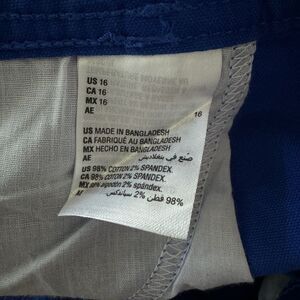 US 16
CA 16
MX 16
AE
16
US MADE IN BANGLADESH
CA FABRIQUÉ AU BANGLADESH
MX HECHO EN BANGLADESH
AE صنع في بنغلاديش
US 98% COTTON 2% SPANDEX.
CA 98% COTON 2% SPANDEX.
MX 98% algodón 2% spándex.
AE 98% قطن 2% سباندكس